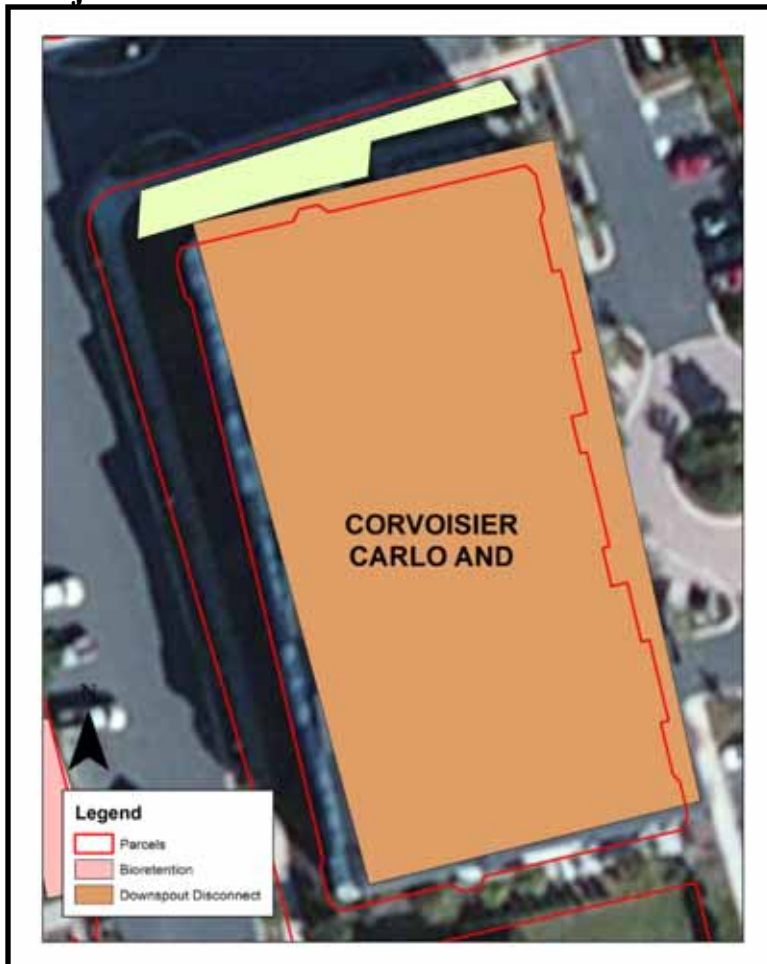 CORVOISIER
CARLO AND
N
Legend
Parcels
Bioretention
Downspout Disconnect